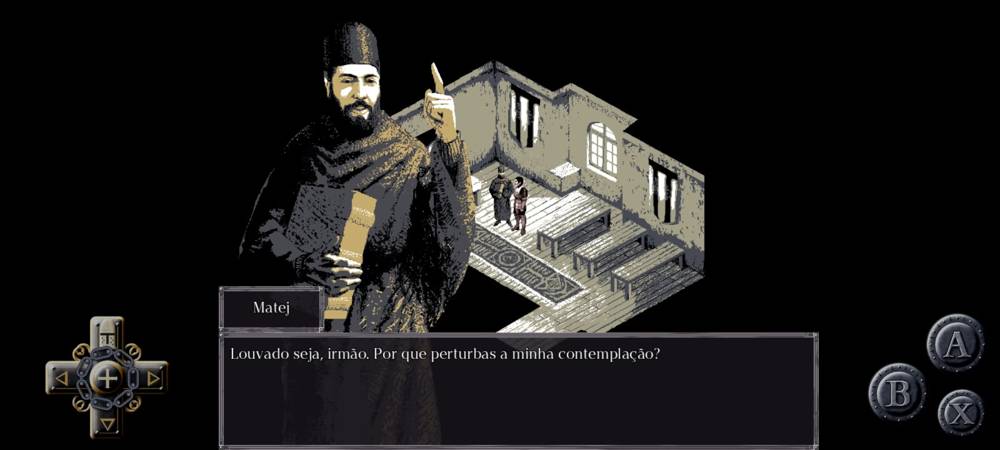 Matej
Louvado seja, irmão. Por que perturbas a minha contemplação?
A
B
X